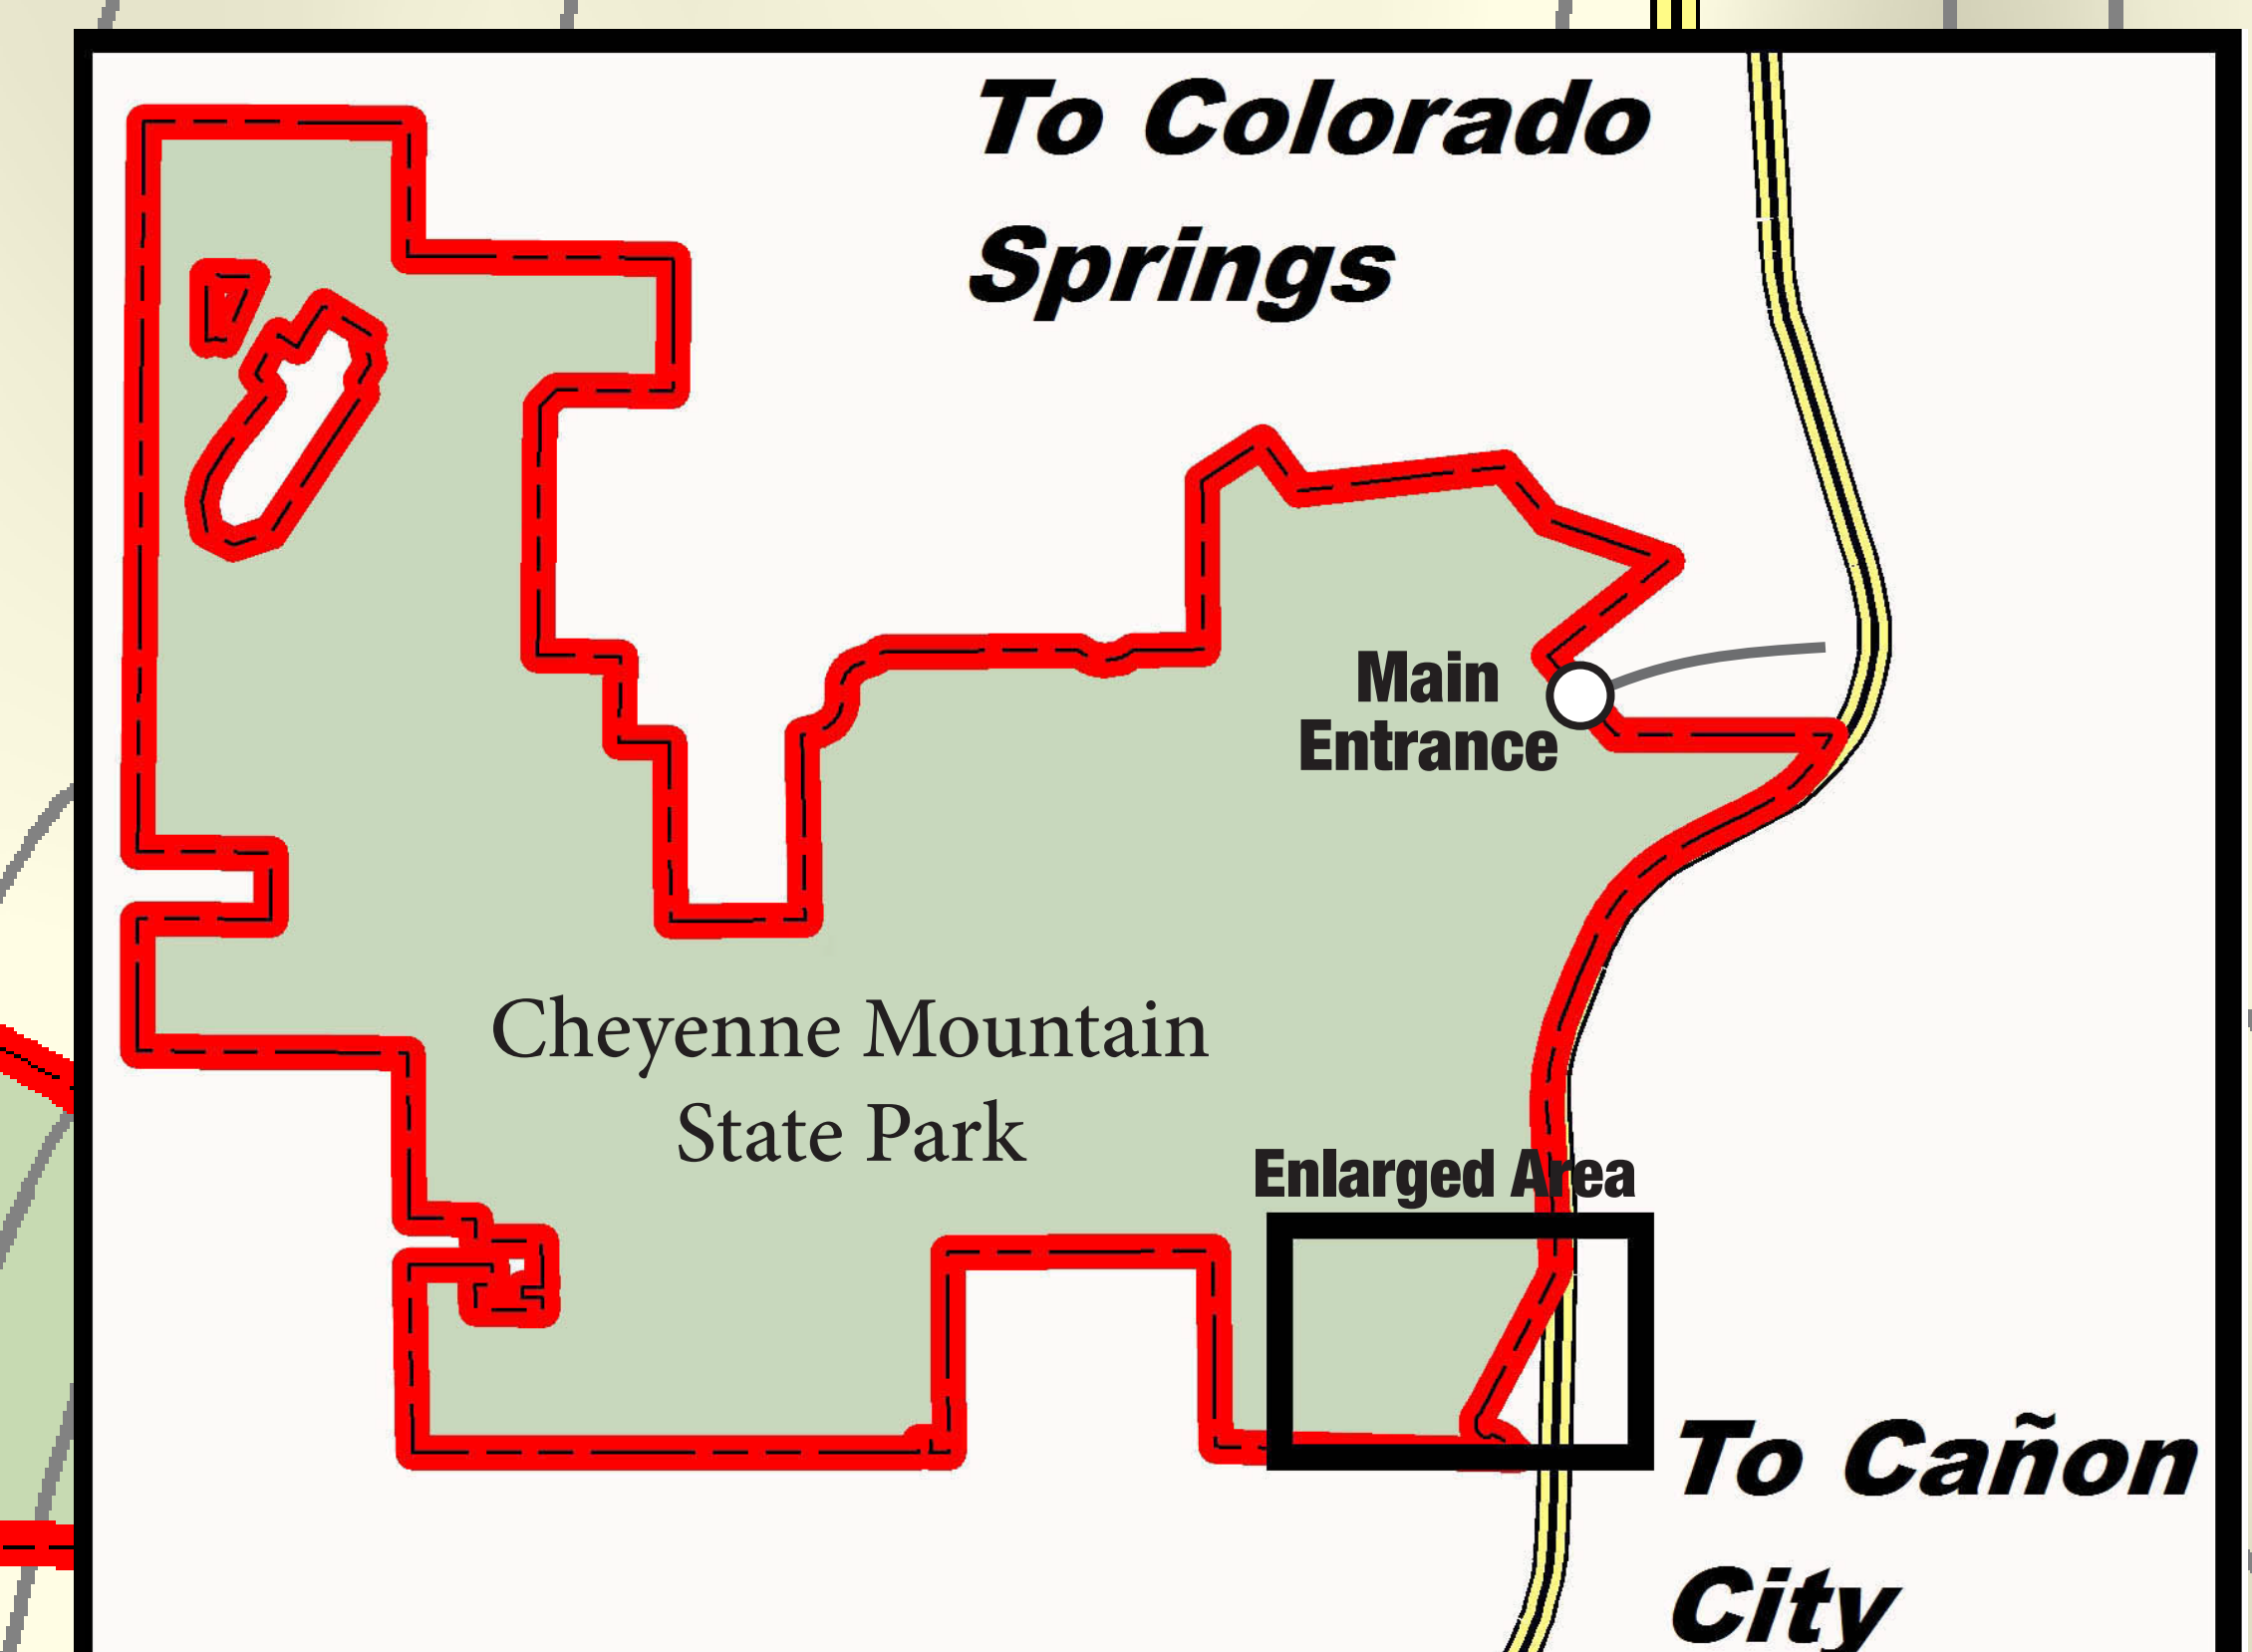 To Colorado
Springs
Main
Entrance
Cheyenne Mountain
State Park
Enlarged Area
To Cañon
City